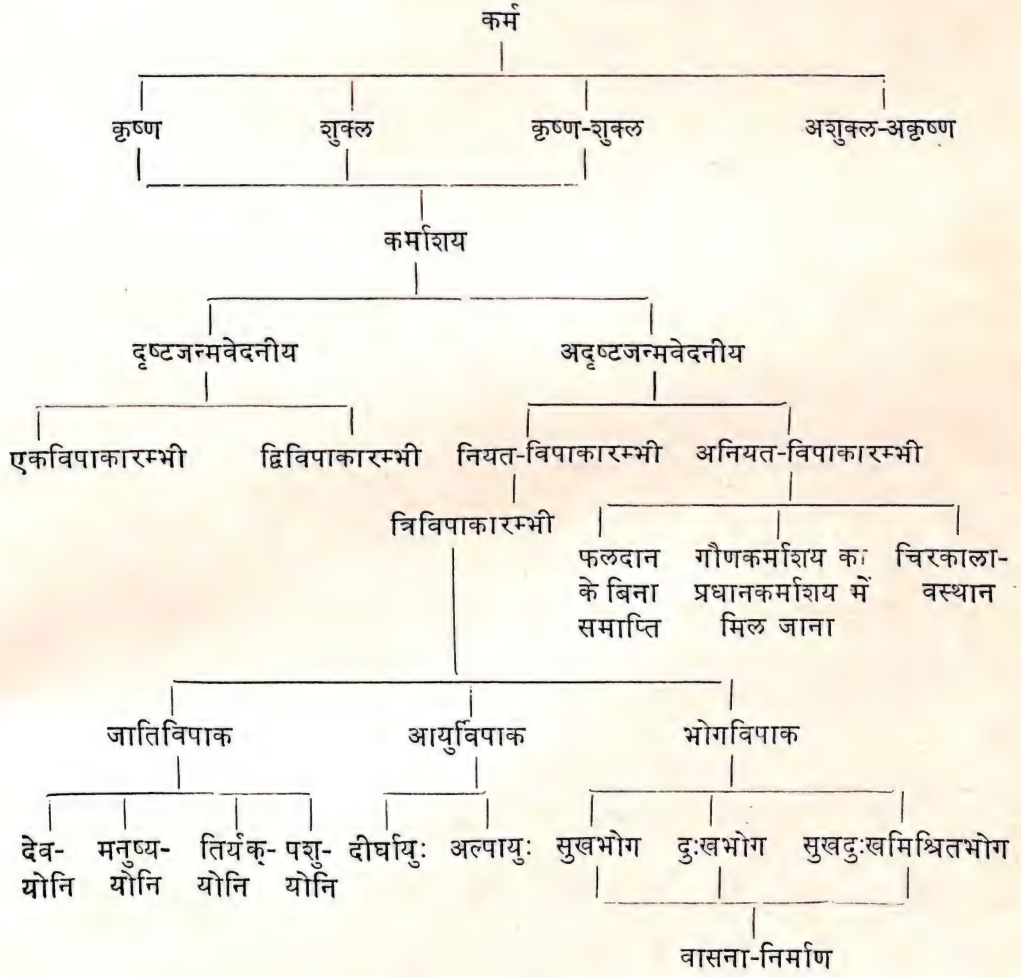 कर्म
कृष्ण शुक्ल कृष्ण-शुक्ल अशुक्ल-अकृष्ण
कर्माशय
दृष्टजन्मवेदनीय अदृष्टजन्मवेदनीय
एकविपाकारम्भी द्विविपाकारम्भी नियत-विपाकारम्भी अनियत-विपाकारम्भी
त्रिविपाकारम्भी
फलदान गौणकर्माशय का चिरकाला-
के बिना प्रधानकर्माशय में वस्थान
समाप्ति मिल जाना
जातिविपाक आयुर्विपाक भोगविपाक
देव- मनुष्य- तिर्यक्- पशु- दीर्घायुः अल्पायुः सुखभोग दुःखभोग सुखदुःखमिश्रितभोग
योनि योनि योनि योनि
वासना-निर्माण